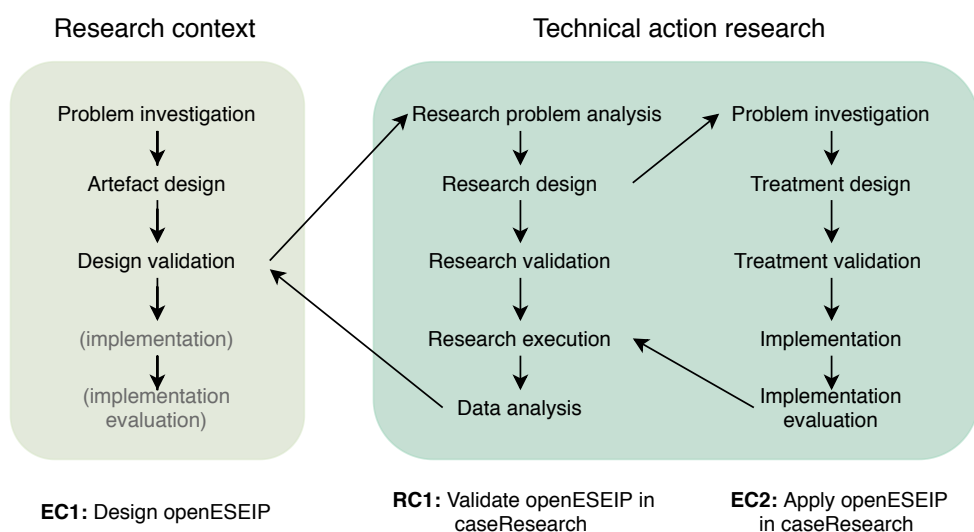 Research context
Technical action research
Problem investigation
Artefact design
Design validation
(implementation)
(implementation
evaluation)
Research problem analysis
Research design
Research validation
Research execution
Data analysis
Problem investigation
Treatment design
Treatment validation
Implementation
Implementation
evaluation
EC1: Design openESEIP
RC1: Validate openESEIP in
caseResearch
EC2: Apply openESEIP
in caseResearch